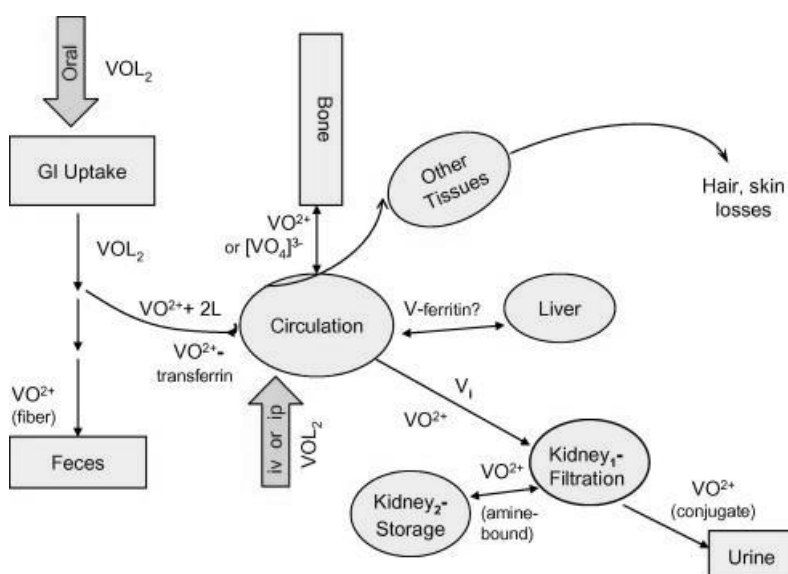 Oral
VOL₂
GI Uptake
VOL₂
VO²⁺+ 2L
VO²⁺-
transferrin
VO²⁺
(fiber)
Feces
Bone
VO²⁺
or [VO₄]³⁻
Circulation
iv or ip
VOL₂
Other
Tissues
Hair, skin
losses
V-ferritin?
Liver
Vᵢ
VO²⁺
Kidney₁-
Filtration
VO²⁺
(amine-
bound)
Kidney₂-
Storage
VO²⁺
(conjugate)
Urine